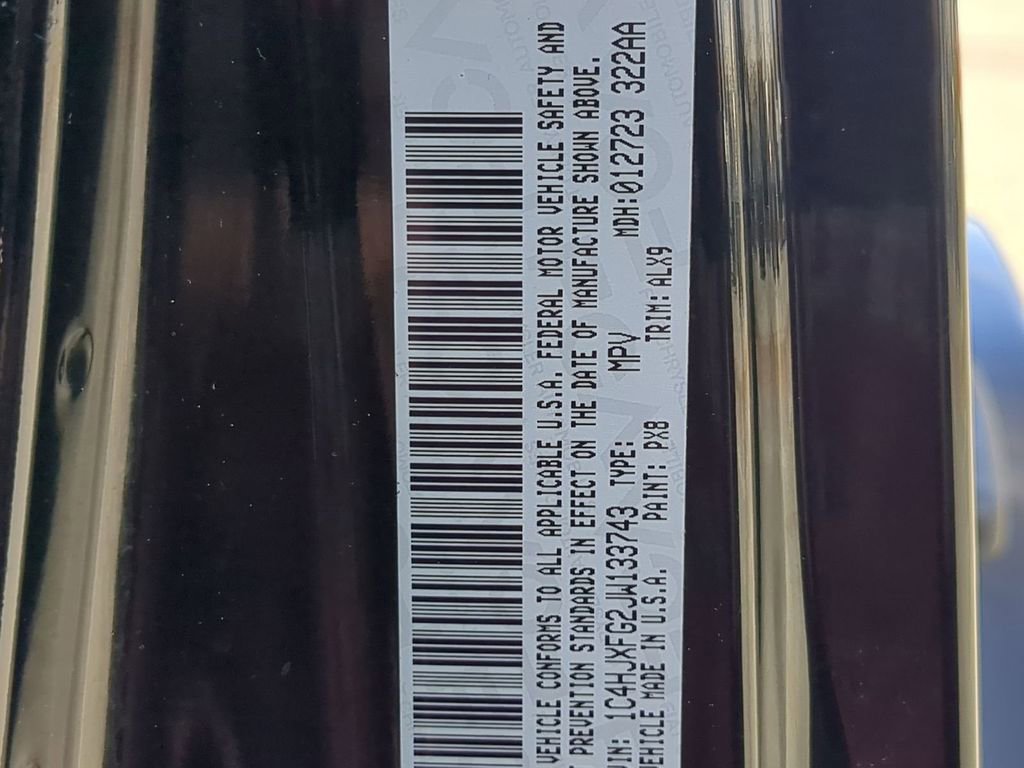 VEHICLE CONFORMS TO ALL APPLICABLE U.S.A. FEDERAL MOTOR VEHICLE SAFETY AND
PREVENTION STANDARDS IN EFFECT ON THE DATE OF MANUFACTURE SHOWN ABOVE.
VIN: 1C4HJXFG2JW133743 TYPE: MPV MDH:012723 322AA
VEHICLE MADE IN U.S.A. PAINT: PX8 TRIM:ALX9